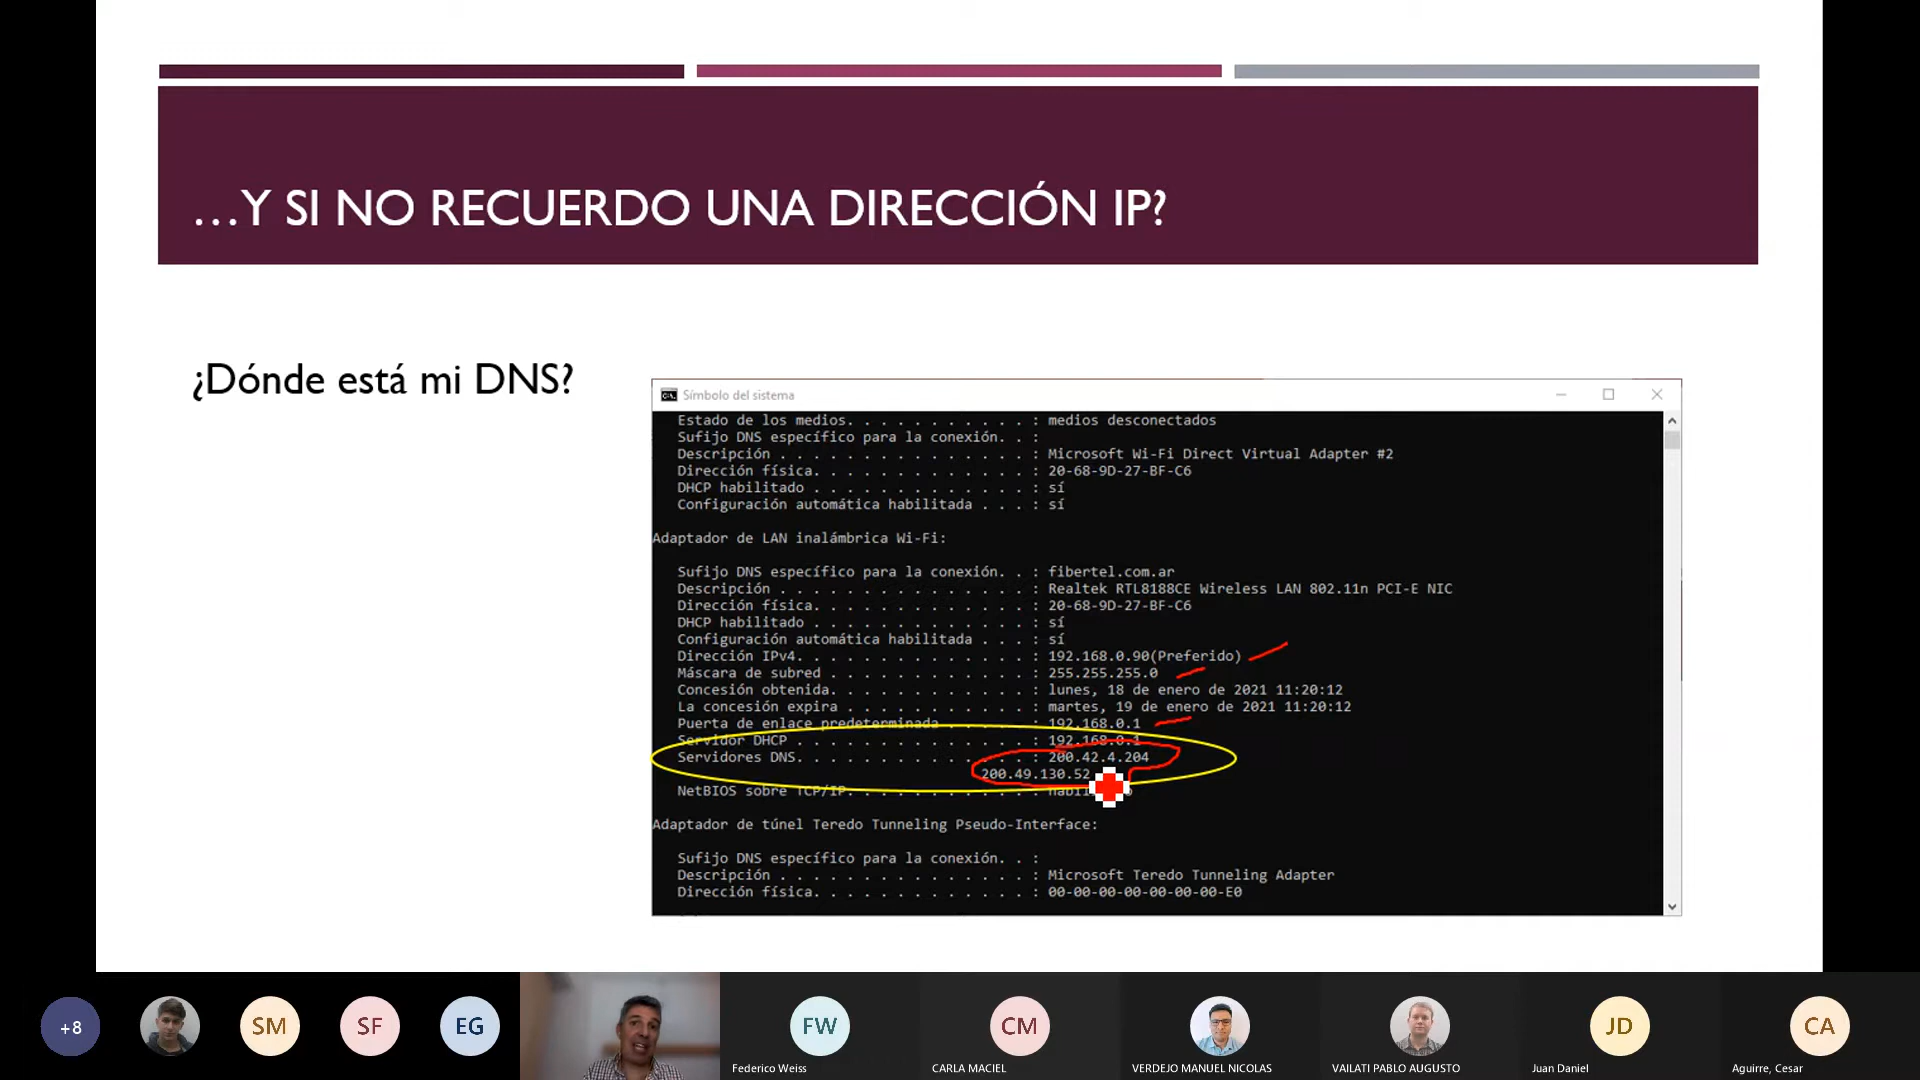 ...Y SI NO RECUERDO UNA DIRECCIÓN IP?
¿Dónde está mi DNS?
Símbolo del sistema
Estado de los medios. . . . . . . . . . . : medios desconectados
Sufijo DNS específico para la conexión. . :
Descripción . . . . . . . . . . . . . . . : Microsoft Wi-Fi Direct Virtual Adapter #2
Dirección física. . . . . . . . . . . . . : 20-68-9D-27-BF-C6
DHCP habilitado . . . . . . . . . . . . . : sí
Configuración automática habilitada . . . : sí
Adaptador de LAN inalámbrica Wi-Fi:
Sufijo DNS específico para la conexión. . : fibertel.com.ar
Descripción . . . . . . . . . . . . . . . : Realtek RTL8188CE Wireless LAN 802.11n PCI-E NIC
Dirección física. . . . . . . . . . . . . : 20-68-9D-27-BF-C6
DHCP habilitado . . . . . . . . . . . . . : sí
Configuración automática habilitada . . . : sí
Dirección IPv4. . . . . . . . . . . . . . : 192.168.0.90(Preferido)
Máscara de subred . . . . . . . . . . . . : 255.255.255.0
Concesión obtenida. . . . . . . . . . . . : lunes, 18 de enero de 2021 11:20:12
La concesión expira . . . . . . . . . . . : martes, 19 de enero de 2021 11:20:12
Puerta de enlace predeterminada . . . . . : 192.168.0.1
Servidor DHCP . . . . . . . . . . . . . . : 192.168.0.1
Servidores DNS. . . . . . . . . . . . . . : 200.42.4.204
200.49.130.52
NetBIOS sobre TCP/IP. . . . . . . . . . . :
Adaptador de túnel Teredo Tunneling Pseudo-Interface:
Sufijo DNS específico para la conexión. . :
Descripción . . . . . . . . . . . . . . . : Microsoft Teredo Tunneling Adapter
Dirección física. . . . . . . . . . . . . : 00-00-00-00-00-00-00-E0
+8
SM
SF
EG
FW
CM
JD
CA
Federico Weiss
CARLA MACIEL
VERDEJO MANUEL NICOLAS
VAILATI PABLO AUGUSTO
Juan Daniel
Aguirre, Cesar